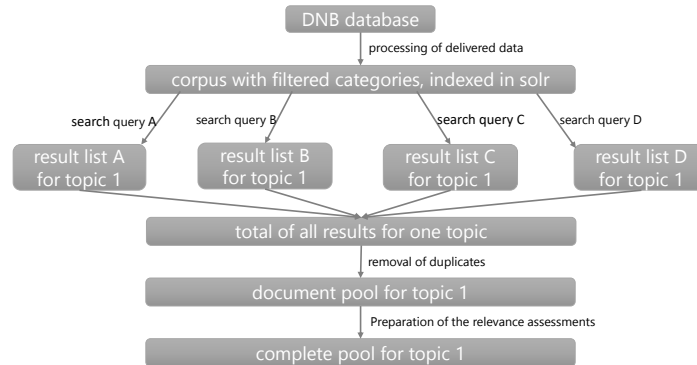 DNB database
processing of delivered data
corpus with filtered categories, indexed in solr
search query A
search query B
search query C
search query D
result list A
for topic 1
result list B
for topic 1
result list C
for topic 1
result list D
for topic 1
total of all results for one topic
removal of duplicates
document pool for topic 1
Preparation of the relevance assessments
complete pool for topic 1